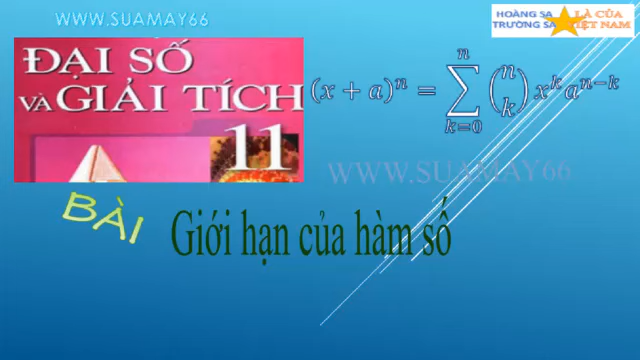 WWW.SUAMAY66
HOÀNG SA LÀ CỦA
TRƯỜNG SA VIỆT NAM
ĐẠI SỐ
VÀ GIẢI TÍCH
11
(x + a)^n = ∑_{k=0}^{n} \binom{n}{k} x^k a^{n−k}
WWW.SUAMAY66
BÀI
Giới hạn của hàm số